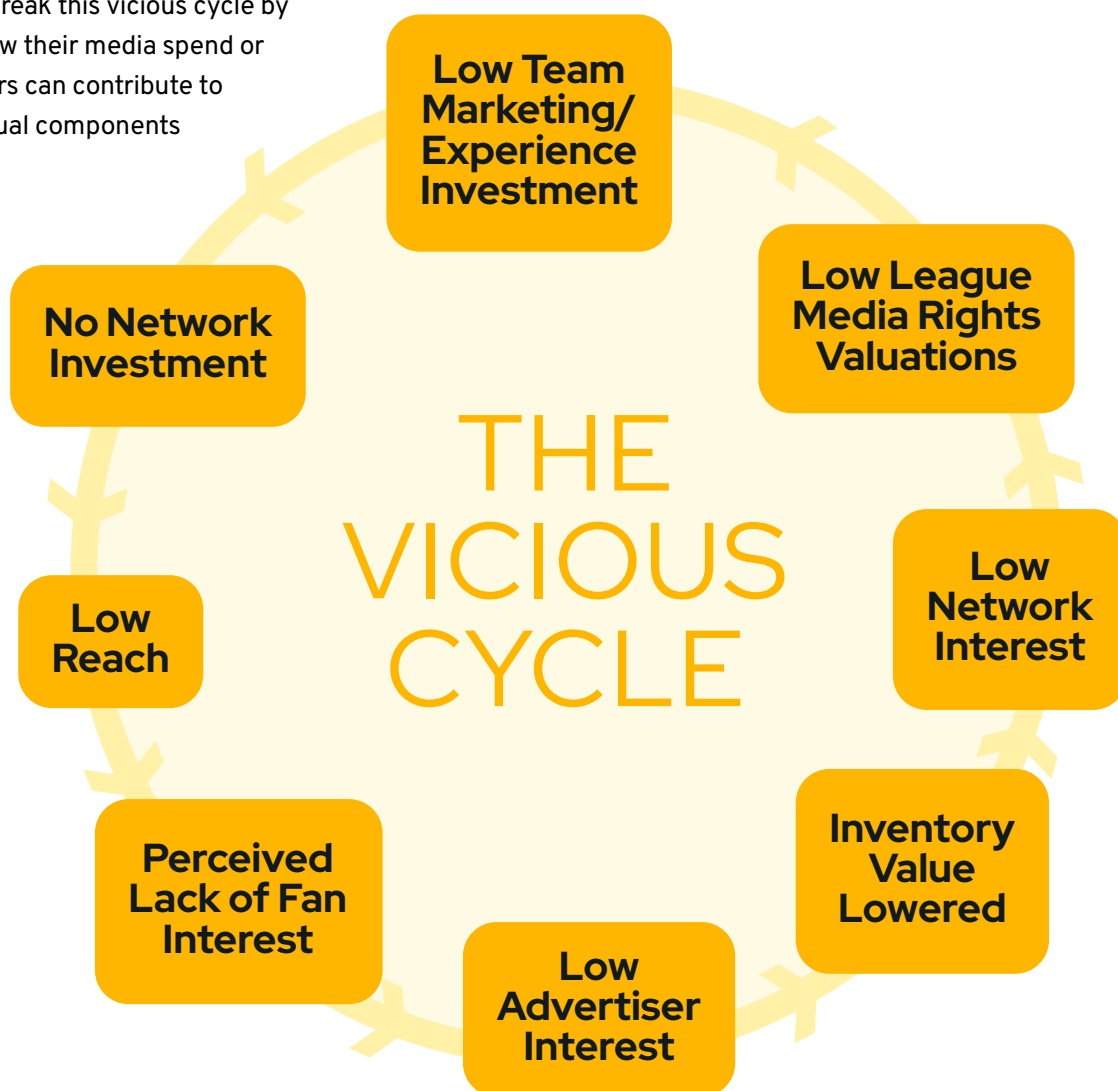 reak this vicious cycle by
w their media spend or
rs can contribute to
ual components
Low Team
Marketing/
Experience
Investment
Low League
Media Rights
Valuations
No Network
Investment
THE
VICIOUS
CYCLE
Low
Network
Interest
Low
Reach
Inventory
Value
Lowered
Perceived
Lack of Fan
Interest
Low
Advertiser
Interest